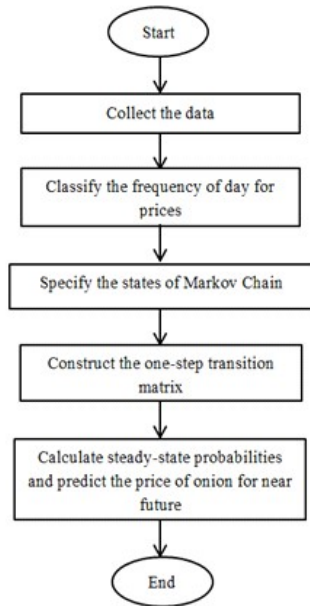 Start
Collect the data
Classify the frequency of day for
prices
Specify the states of Markov Chain
Construct the one-step transition
matrix
Calculate steady-state probabilities
and predict the price of onion for near
future
End